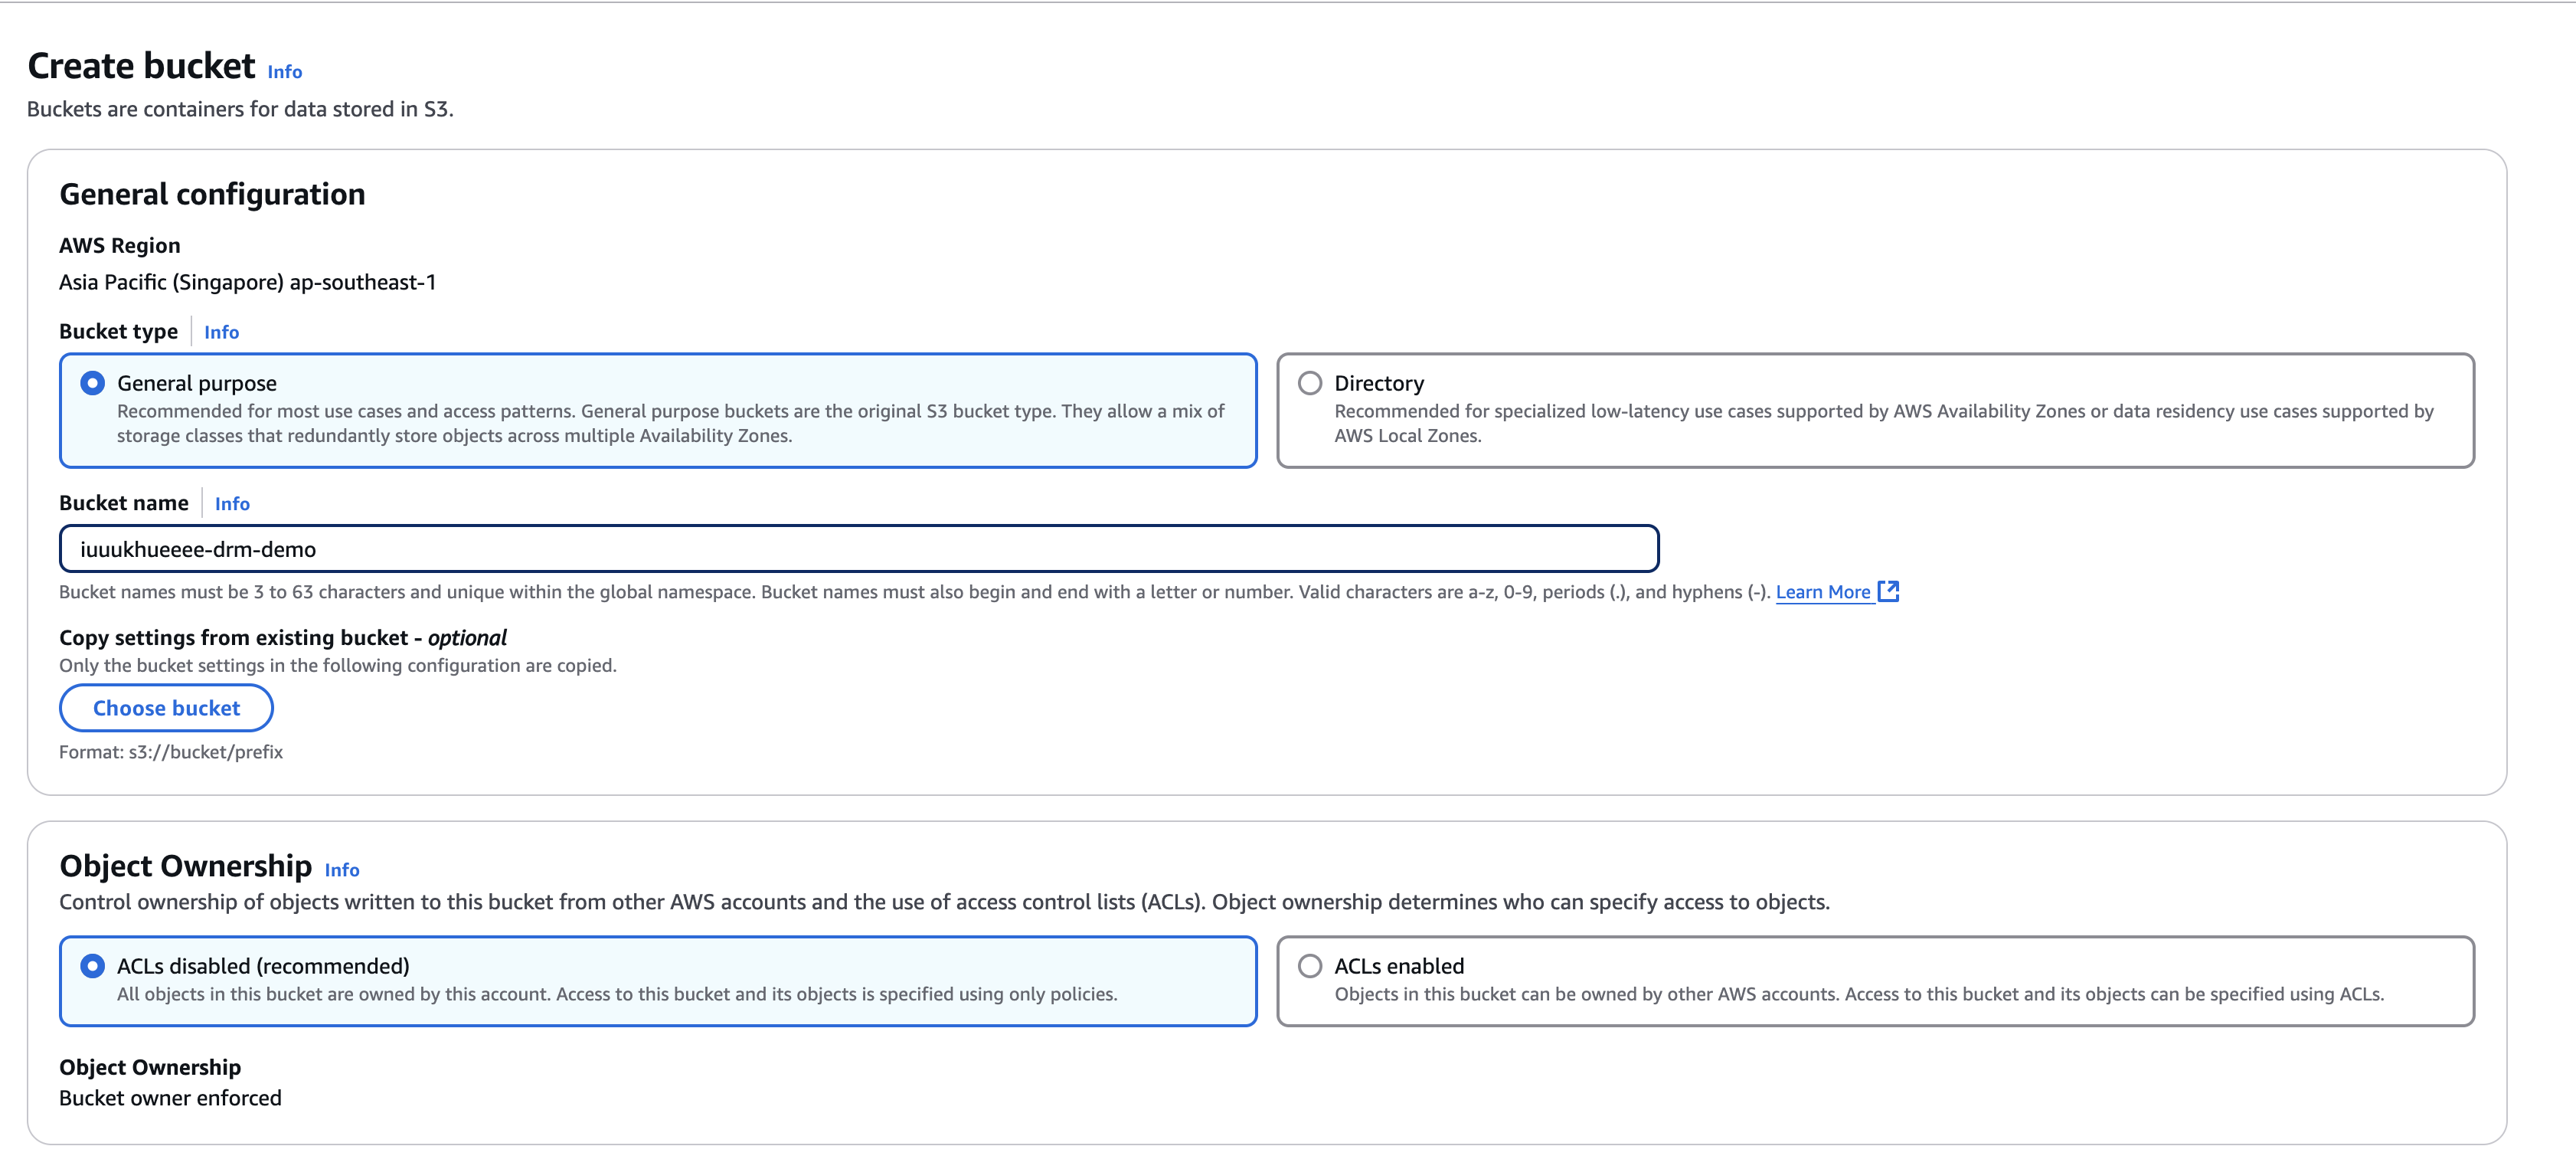 Create bucket Info
Buckets are containers for data stored in S3.
General configuration
AWS Region
Asia Pacific (Singapore) ap-southeast-1
Bucket type Info
General purpose
Recommended for most use cases and access patterns. General purpose buckets are the original S3 bucket type. They allow a mix of
storage classes that redundantly store objects across multiple Availability Zones.
Directory
Recommended for specialized low-latency use cases supported by AWS Availability Zones or data residency use cases supported by
AWS Local Zones.
Bucket name Info
iuuukhueeee-drm-demo
Bucket names must be 3 to 63 characters and unique within the global namespace. Bucket names must also begin and end with a letter or number. Valid characters are a-z, 0-9, periods (.), and hyphens (-). Learn More
Copy settings from existing bucket - optional
Only the bucket settings in the following configuration are copied.
Choose bucket
Format: s3://bucket/prefix
Object Ownership Info
Control ownership of objects written to this bucket from other AWS accounts and the use of access control lists (ACLs). Object ownership determines who can specify access to objects.
ACLs disabled (recommended)
All objects in this bucket are owned by this account. Access to this bucket and its objects is specified using only policies.
ACLs enabled
Objects in this bucket can be owned by other AWS accounts. Access to this bucket and its objects can be specified using ACLs.
Object Ownership
Bucket owner enforced